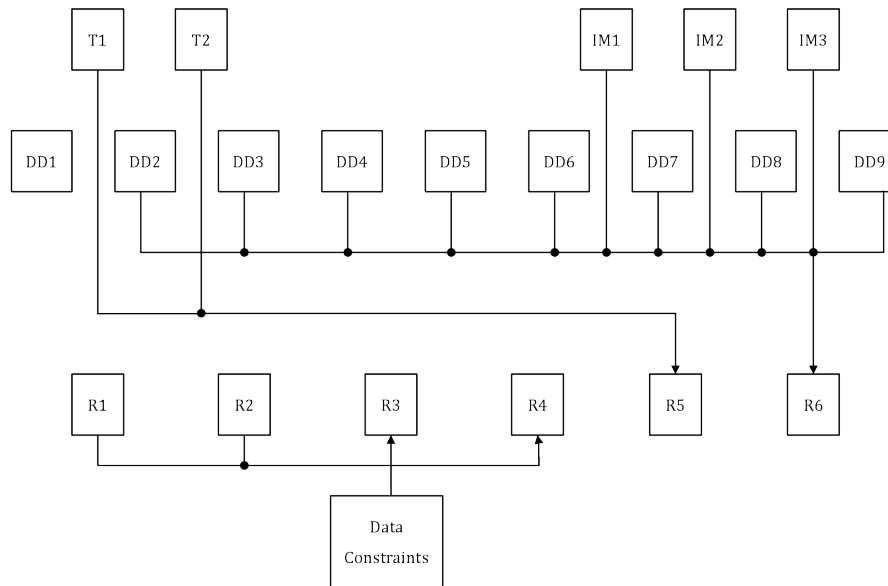 T1
T2
IM1
IM2
IM3
DD1
DD2
DD3
DD4
DD5
DD6
DD7
DD8
DD9
R1
R2
R3
R4
R5
R6
Data
Constraints